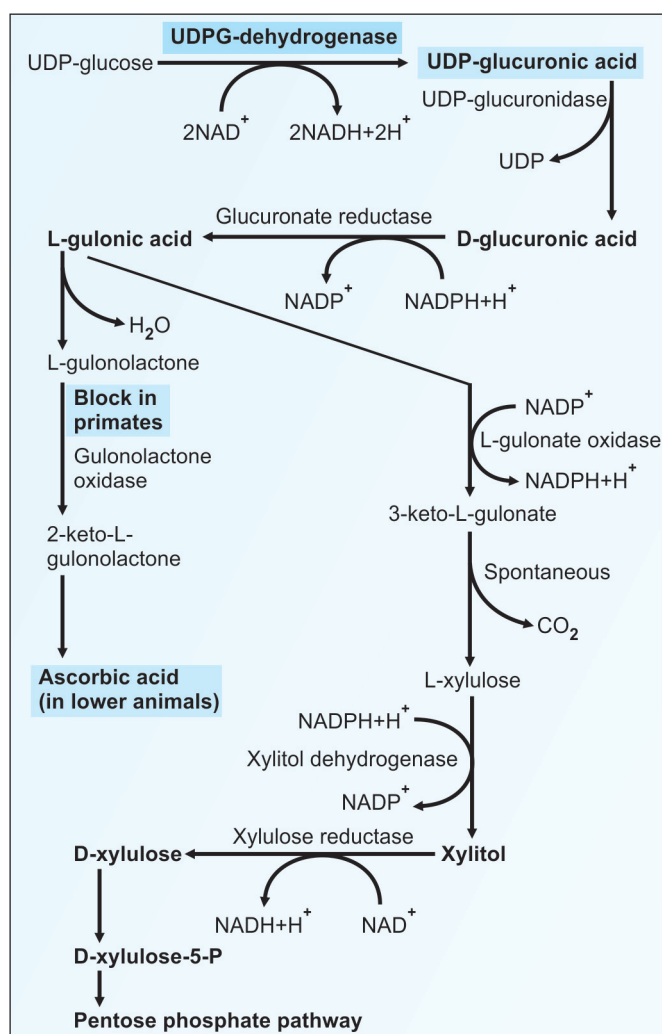 UDPG-dehydrogenase
UDP-glucose
UDP-glucuronic acid
2NAD+
2NADH+2H+
UDP-glucuronidase
UDP
Glucuronate reductase
L-gulonic acid
D-glucuronic acid
NADP+
NADPH+H+
H2O
L-gulonolactone
Block in
primates
Gulonolactone
oxidase
2-keto-L-
gulonolactone
Ascorbic acid
(in lower animals)
NADP+
L-gulonate oxidase
NADPH+H+
3-keto-L-gulonate
Spontaneous
CO2
L-xylulose
NADPH+H+
Xylitol dehydrogenase
NADP+
Xylulose reductase
D-xylulose
Xylitol
NADH+H+
NAD+
D-xylulose-5-P
Pentose phosphate pathway